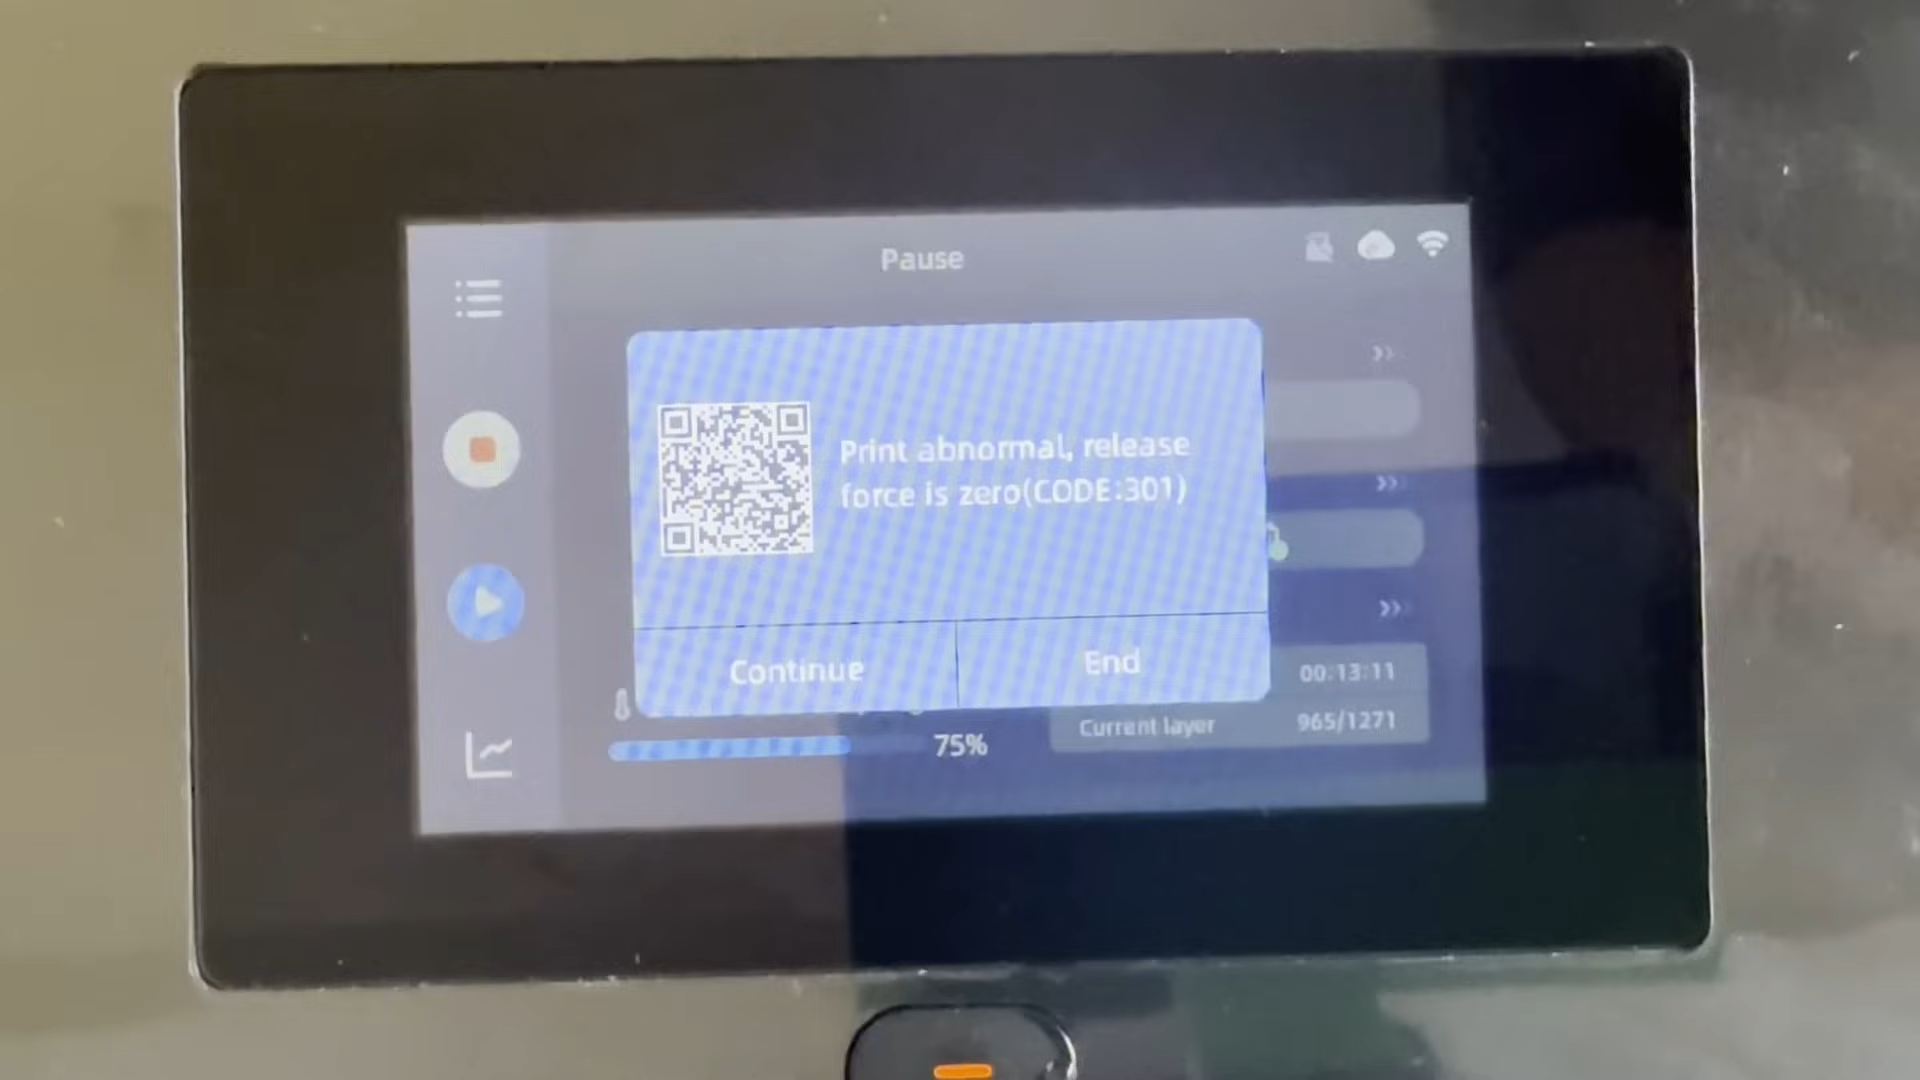 Pause
Print abnormal, release
force is zero(CODE:301)
Continue
End
00:13:11
Current layer
965/1271
75%